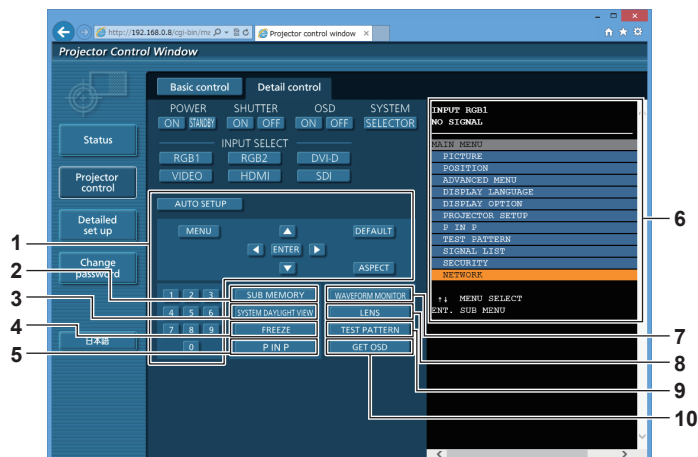 http://192.168.0.8/cgi-bin/ma
Projector control window
Projector Control Window
Basic control
Detail control
POWER
SHUTTER
OSD
SYSTEM
ON
STANDBY
ON
OFF
ON
OFF
SELECTOR
INPUT SELECT
RGB1
RGB2
DVI-D
VIDEO
HDMI
SDI
Status
Projector
control
Detailed
set up
Change
password
日本語
AUTO SETUP
MENU
DEFAULT
ENTER
ASPECT
1 2 3
4 5 6
7 8 9
0
SUB MEMORY
WAVEFORM MONITOR
SYSTEM DAYLIGHT VIEW
LENS
FREEZE
TEST PATTERN
P IN P
GET OSD
INPUT RGB1
NO SIGNAL
MAIN MENU
PICTURE
POSITION
ADVANCED MENU
DISPLAY LANGUAGE
DISPLAY OPTION
PROJECTOR SETUP
P IN P
TEST PATTERN
SIGNAL LIST
SECURITY
NETWORK
↑↓ MENU SELECT
ENT. SUB MENU
1
2
3
4
5
6
7
8
9
10